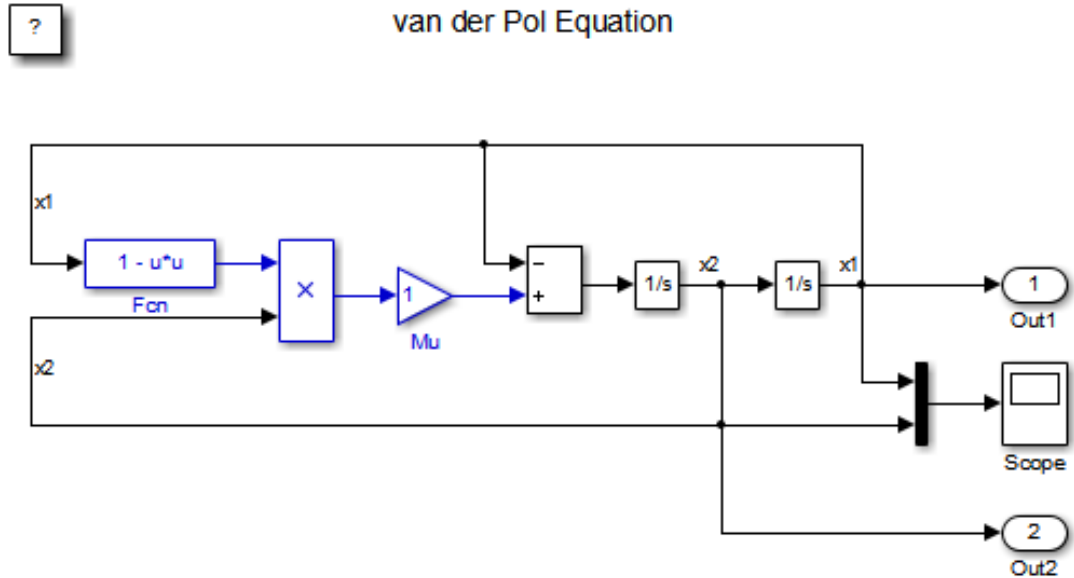 ?
van der Pol Equation
x1
1 - u*u
Fcn
×
1
Mu
−
+
1/s
x2
1/s
x1
1
Out1
x2
Scope
2
Out2